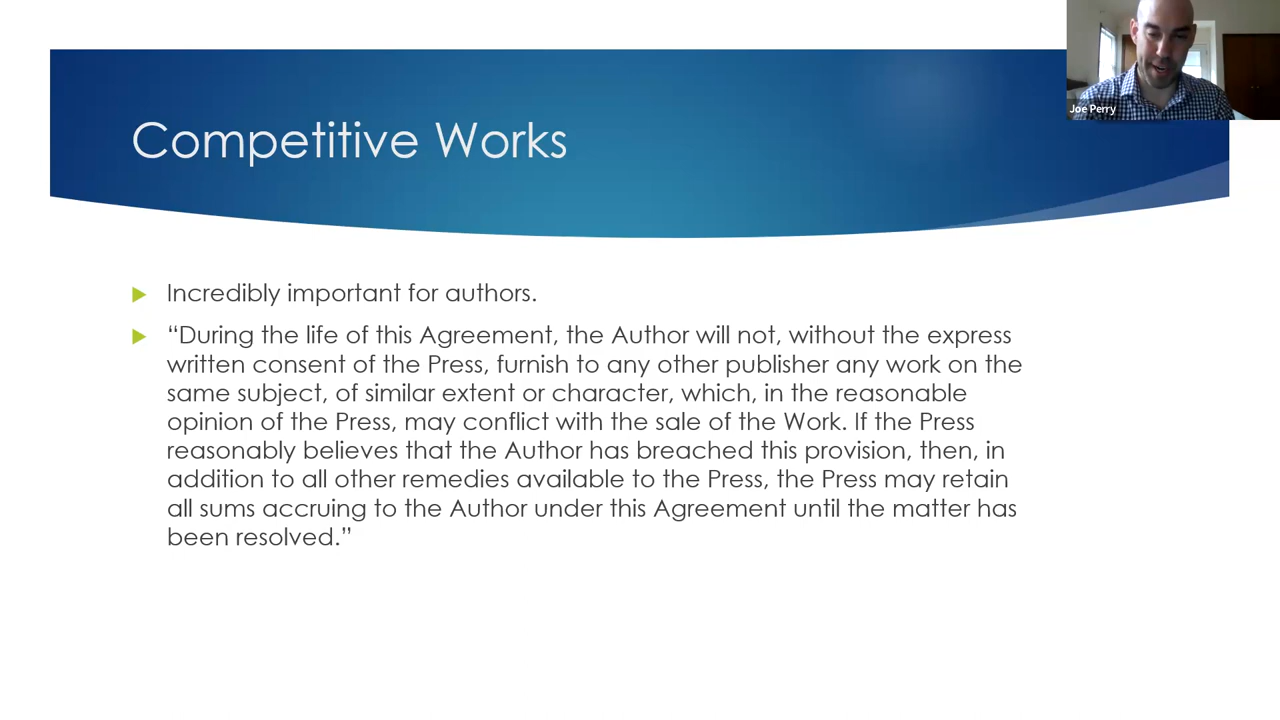 Joe Perry
Competitive Works
Incredibly important for authors.
“During the life of this Agreement, the Author will not, without the express
written consent of the Press, furnish to any other publisher any work on the
same subject, of similar extent or character, which, in the reasonable
opinion of the Press, may conflict with the sale of the Work. If the Press
reasonably believes that the Author has breached this provision, then, in
addition to all other remedies available to the Press, the Press may retain
all sums accruing to the Author under this Agreement until the matter has
been resolved.”